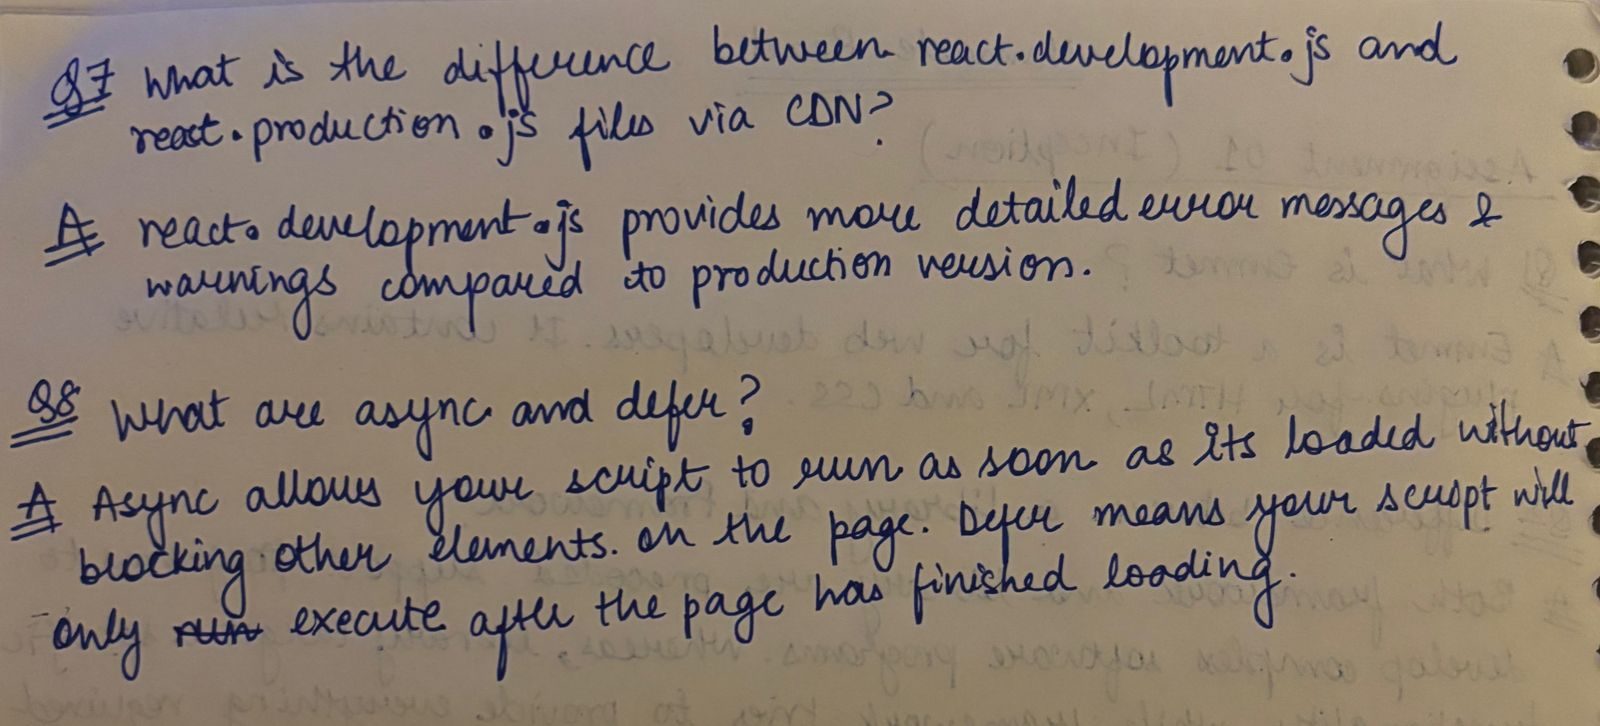 Q7 What is the difference between react.development.js and
react.production.js files via CDN?
A react.development.js provides more detailed error messages &
warnings compared to production version.
Q8 What are async and defer?
A Async allows your script to run as soon as its loaded without
blocking other elements. on the page. Defer means your script will
only run execute after the page has finished loading.